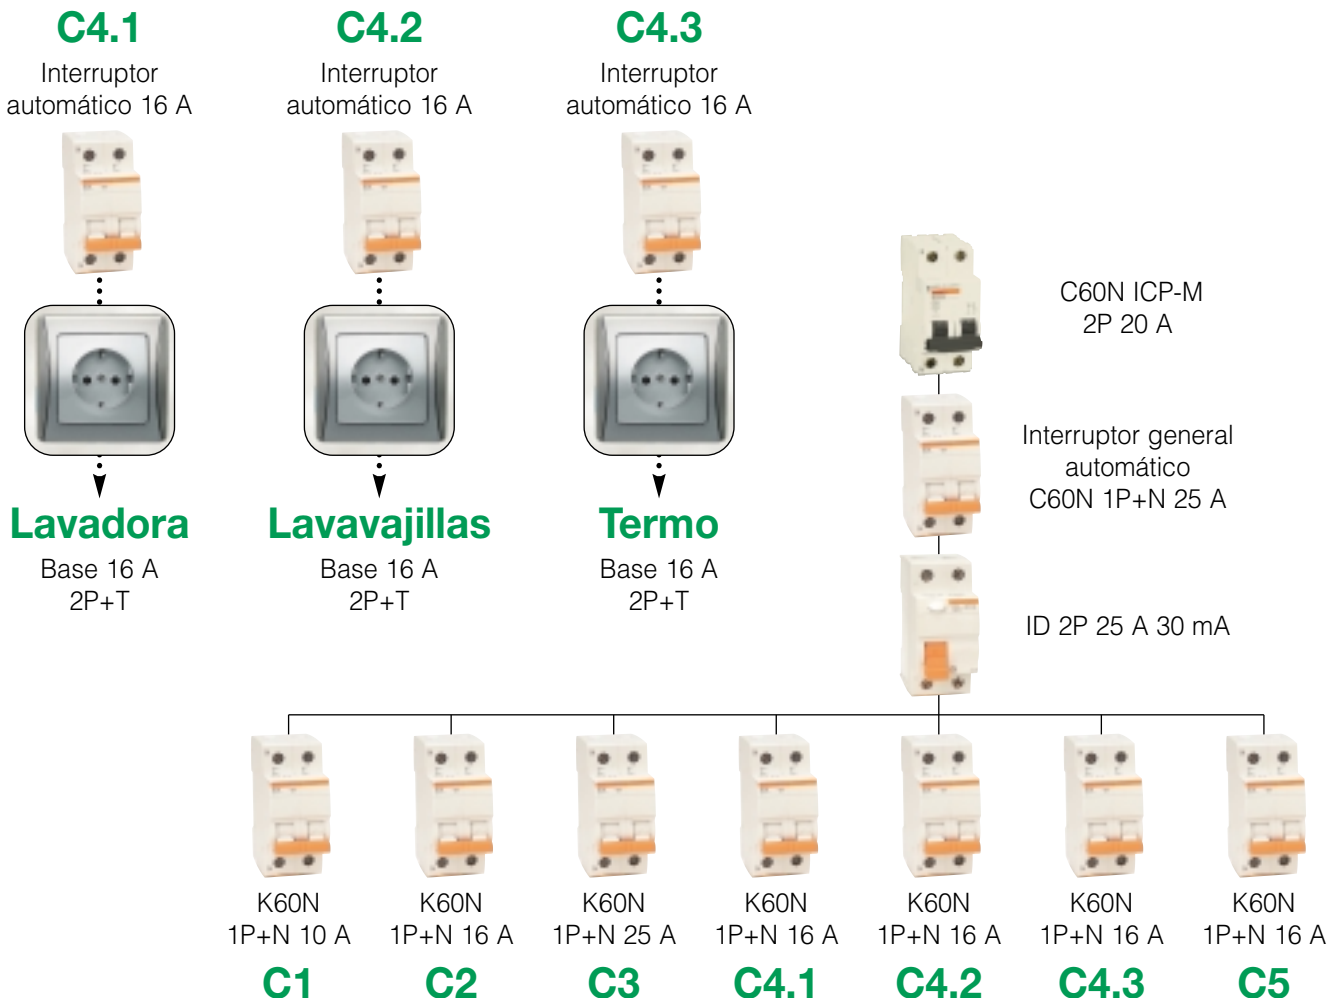 C4.1
Interruptor
automático 16 A
C4.2
Interruptor
automático 16 A
C4.3
Interruptor
automático 16 A
Lavadora
Base 16 A
2P+T
Lavavajillas
Base 16 A
2P+T
Termo
Base 16 A
2P+T
C60N ICP-M
2P 20 A
Interruptor general
automático
C60N 1P+N 25 A
ID 2P 25 A 30 mA
K60N
1P+N 10 A
C1
K60N
1P+N 16 A
C2
K60N
1P+N 25 A
C3
K60N
1P+N 16 A
C4.1
K60N
1P+N 16 A
C4.2
K60N
1P+N 16 A
C4.3
K60N
1P+N 16 A
C5